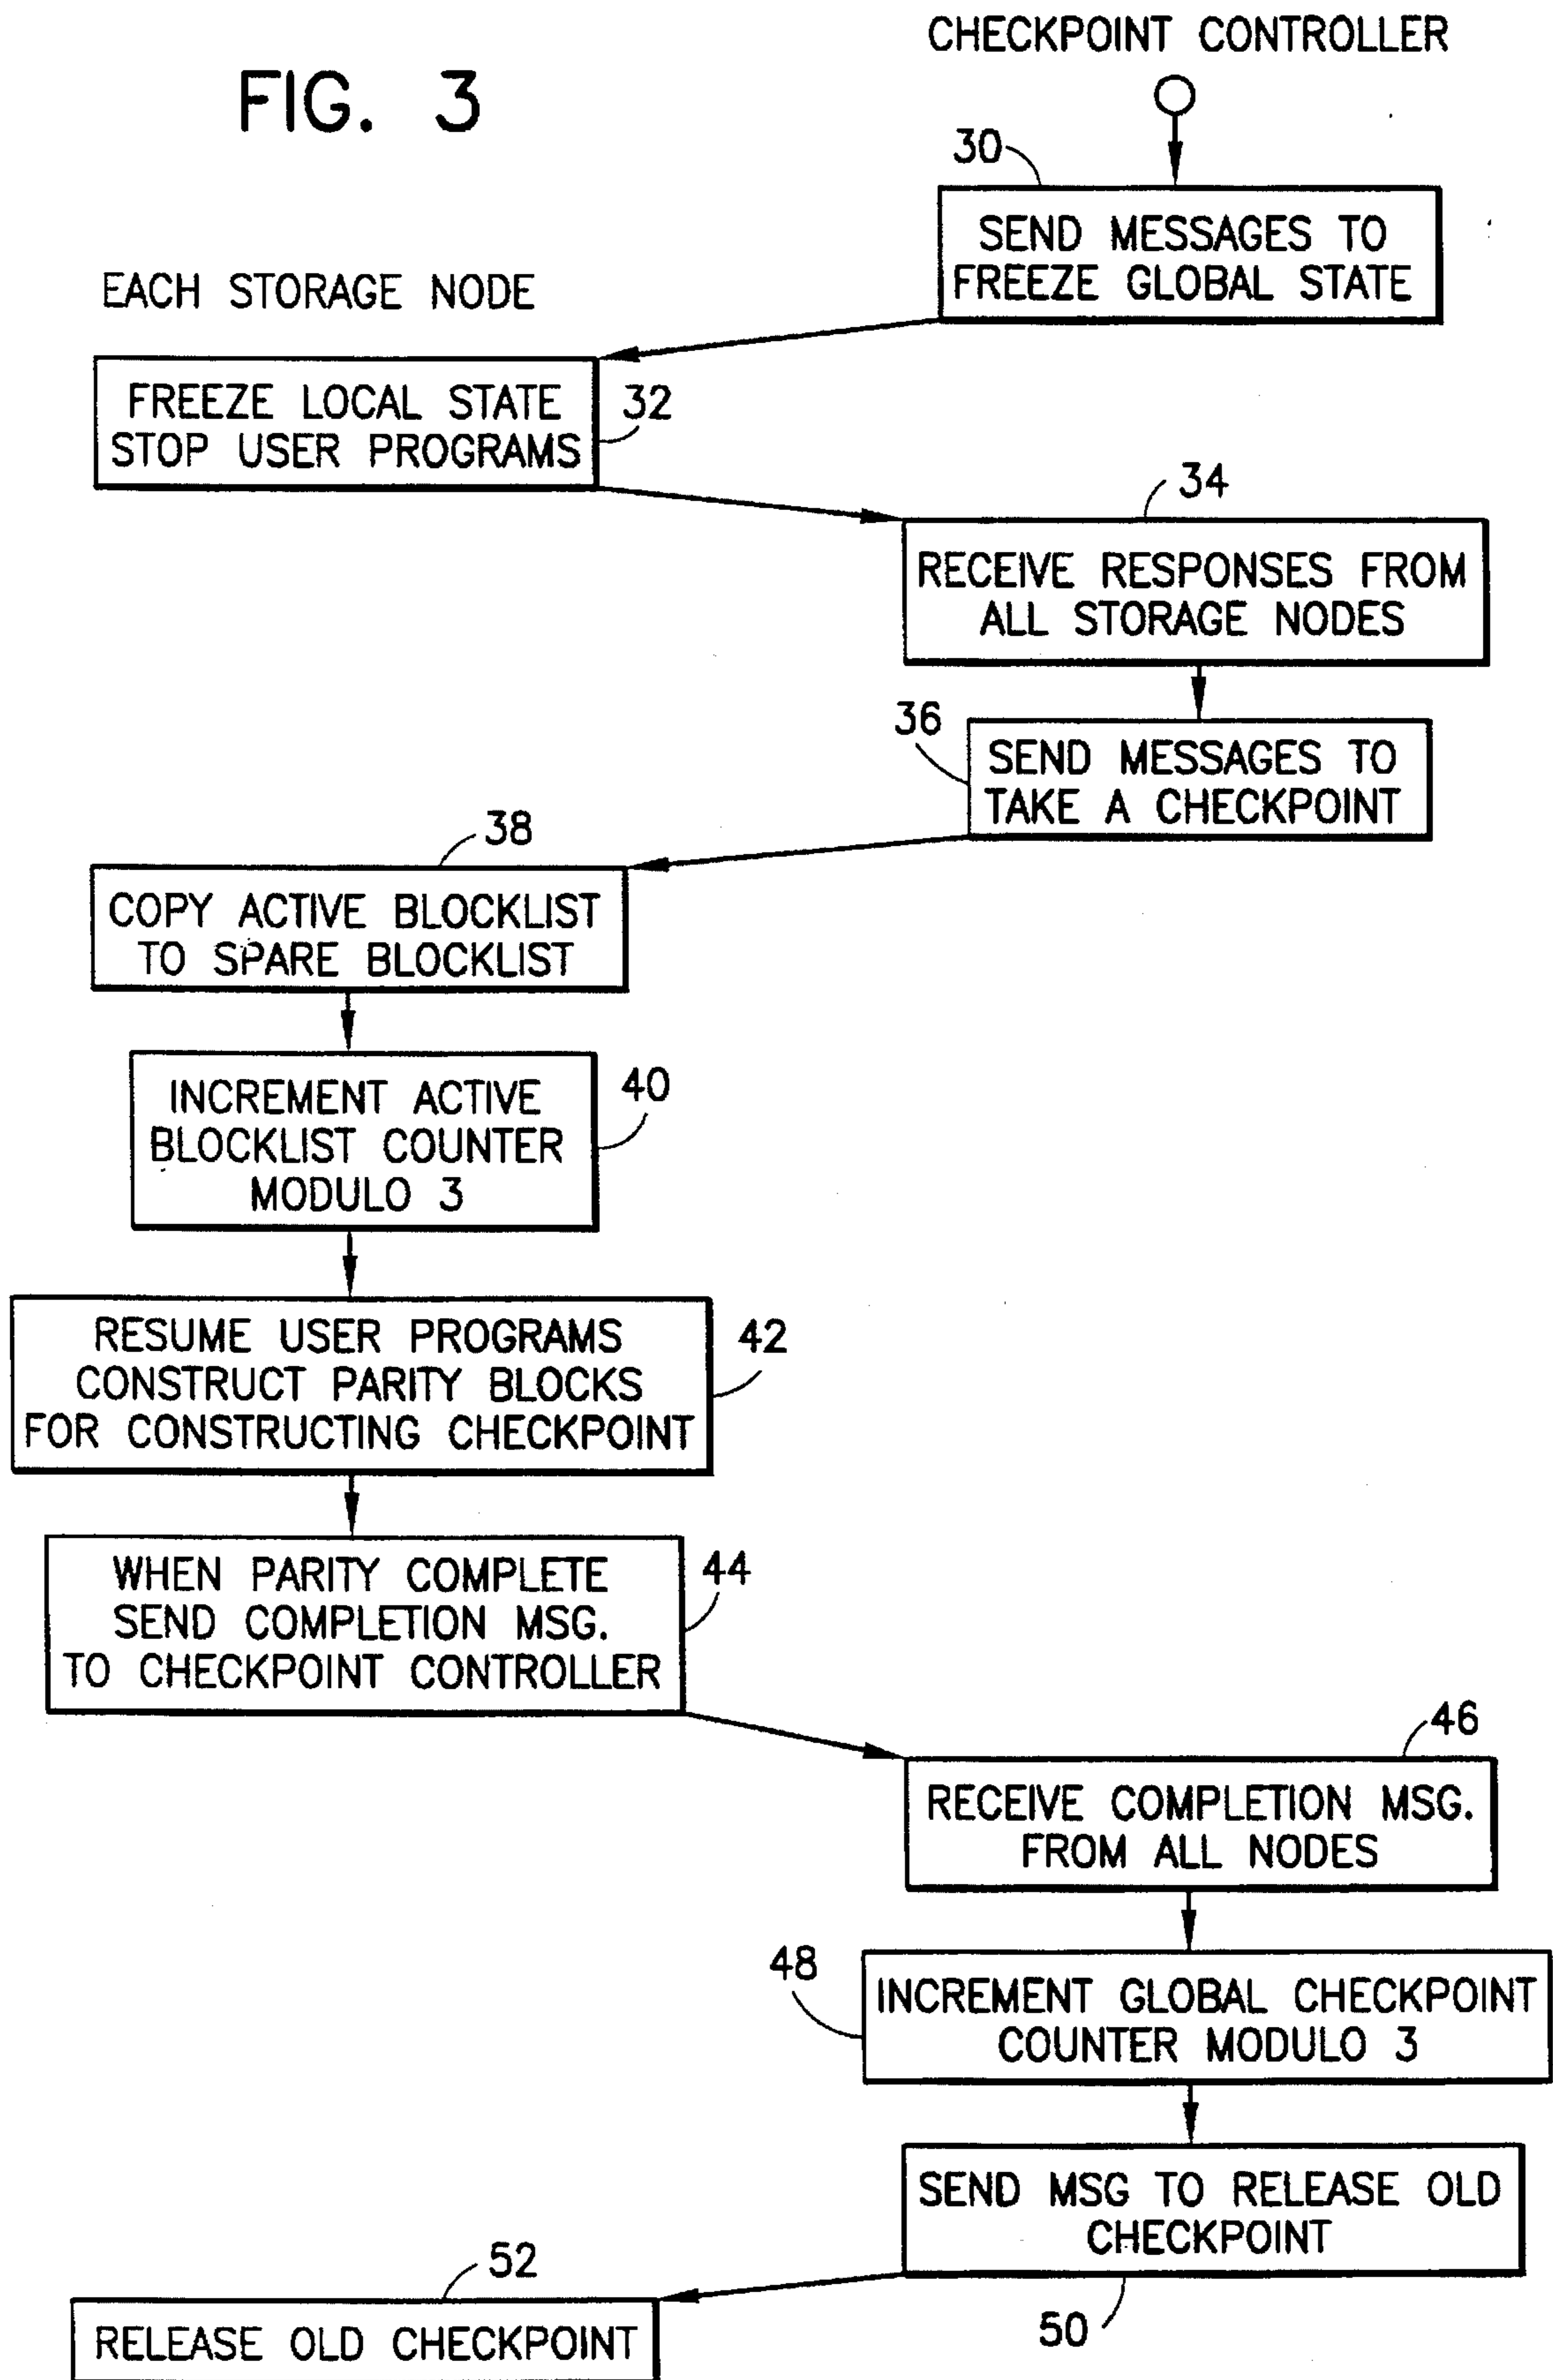 CHECKPOINT CONTROLLER
FIG. 3
30
SEND MESSAGES TO
FREEZE GLOBAL STATE
EACH STORAGE NODE
FREEZE LOCAL STATE
STOP USER PROGRAMS
32
34
RECEIVE RESPONSES FROM
ALL STORAGE NODES
36
SEND MESSAGES TO
TAKE A CHECKPOINT
38
COPY ACTIVE BLOCKLIST
TO SPARE BLOCKLIST
INCREMENT ACTIVE
BLOCKLIST COUNTER
MODULO 3
40
RESUME USER PROGRAMS
CONSTRUCT PARITY BLOCKS
FOR CONSTRUCTING CHECKPOINT
42
WHEN PARITY COMPLETE
SEND COMPLETION MSG.
TO CHECKPOINT CONTROLLER
44
46
RECEIVE COMPLETION MSG.
FROM ALL NODES
48
INCREMENT GLOBAL CHECKPOINT
COUNTER MODULO 3
SEND MSG TO RELEASE OLD
CHECKPOINT
50
52
RELEASE OLD CHECKPOINT